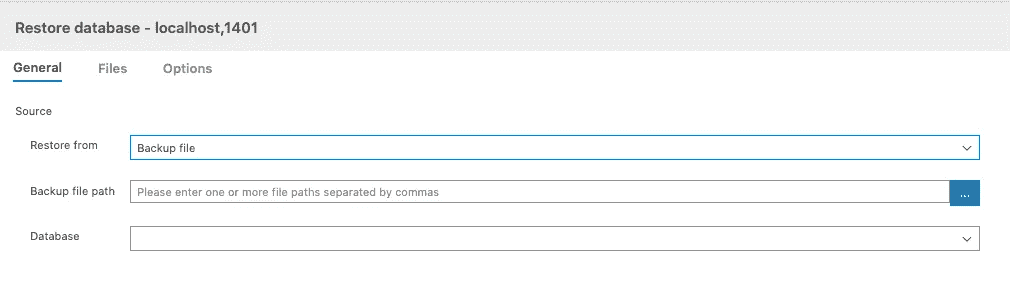 Restore database - localhost,1401
General Files Options
Source
Restore from Backup file
Backup file path Please enter one or more file paths separated by commas ...
Database